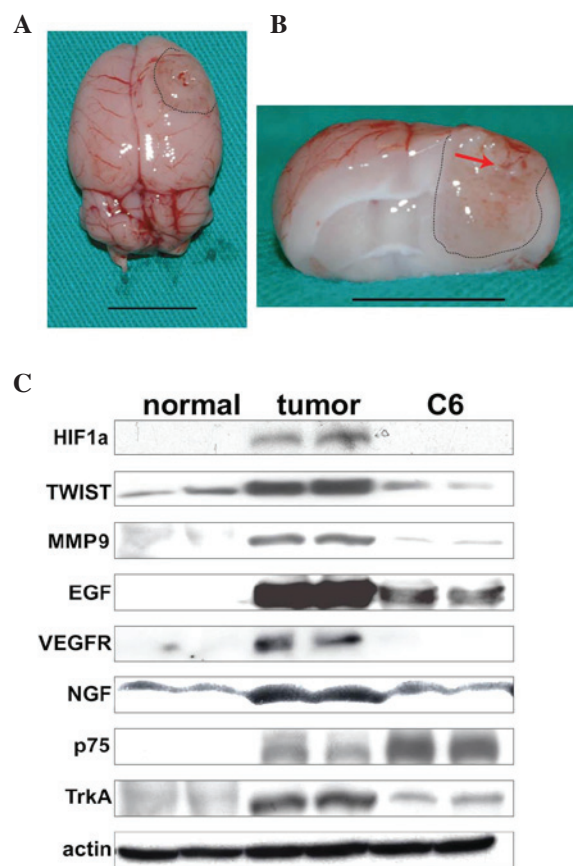 A
B
C
normal tumor C6
HIF1a
TWIST
MMP9
EGF
VEGFR
NGF
p75
TrkA
actin